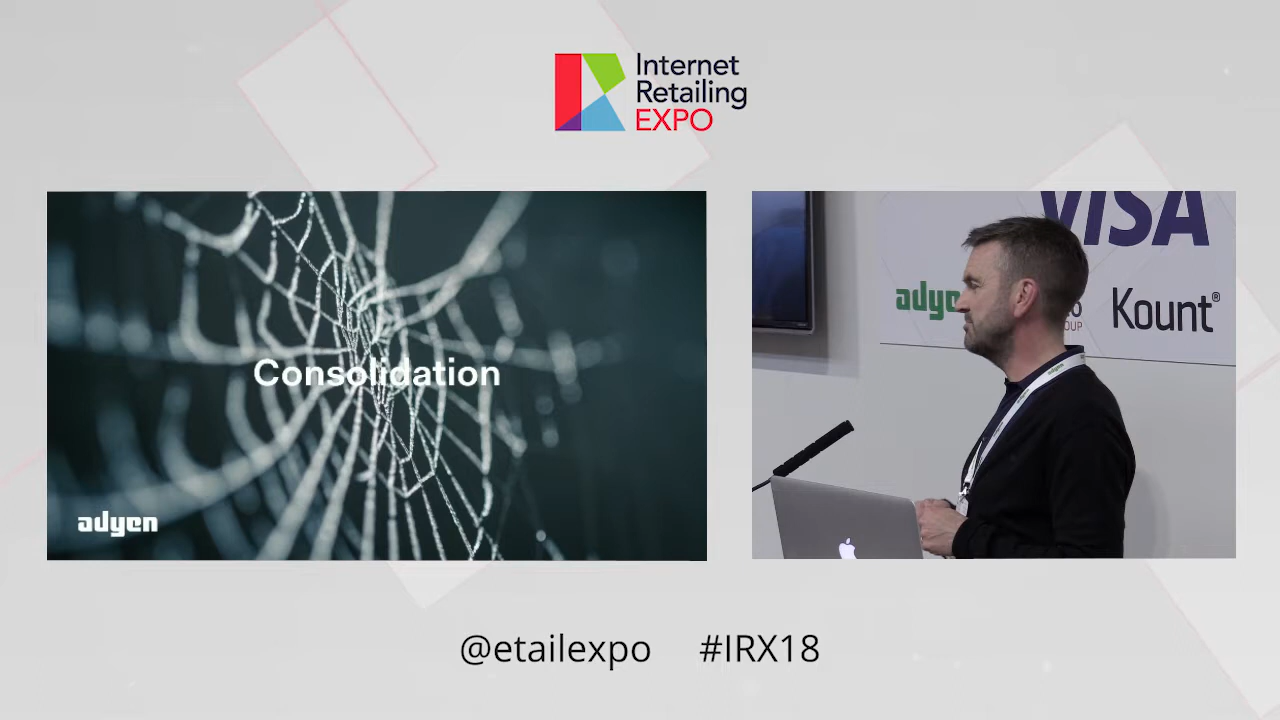 Internet
Retailing
EXPO
Consolidation
adyen
VISA
Kount®
@etailexpo #IRX18